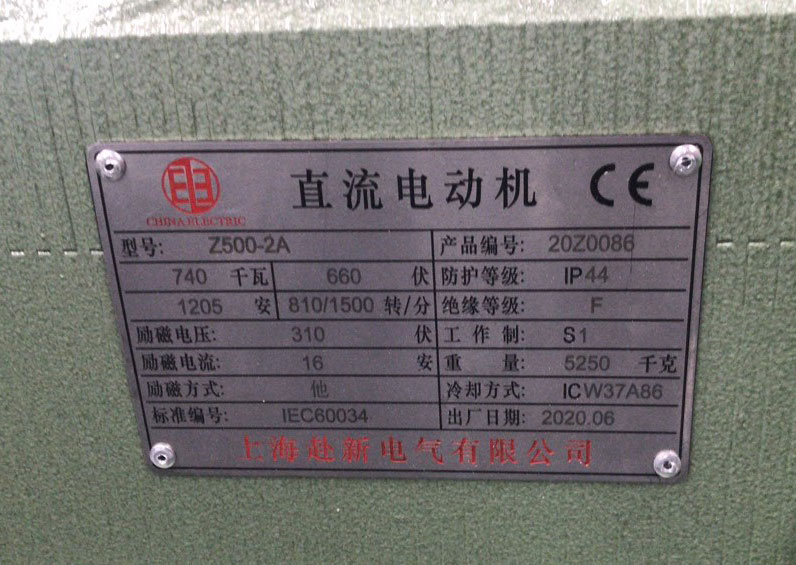 直流电动机 CE
CHINA ELECTRIC
型号: Z500-2A 产品编号: 20Z0086
740 千瓦 660 伏 防护等级: IP44
1205 安 810/1500 转/分 绝缘等级: F
励磁电压: 310 伏 工作制: S1
励磁电流: 16 安 重量: 5250 千克
励磁方式: 他 冷却方式: ICW37A86
标准编号: IEC60034 出厂日期: 2020.06
上海赴新电气有限公司